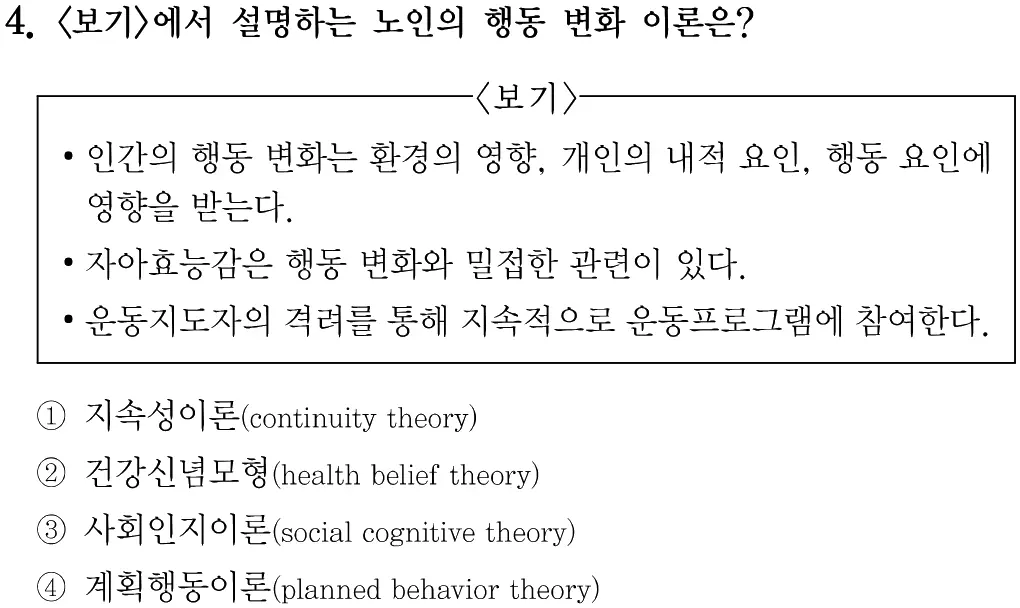 4. 〈보기〉에서 설명하는 노인의 행동 변화 이론은?
〈보기〉
• 인간의 행동 변화는 환경의 영향, 개인의 내적 요인, 행동 요인에
영향을 받는다.
• 자아효능감은 행동 변화와 밀접한 관련이 있다.
• 운동지도자의 격려를 통해 지속적으로 운동프로그램에 참여한다.
① 지속성이론(continuity theory)
② 건강신념모형(health belief theory)
③ 사회인지이론(social cognitive theory)
④ 계획행동이론(planned behavior theory)